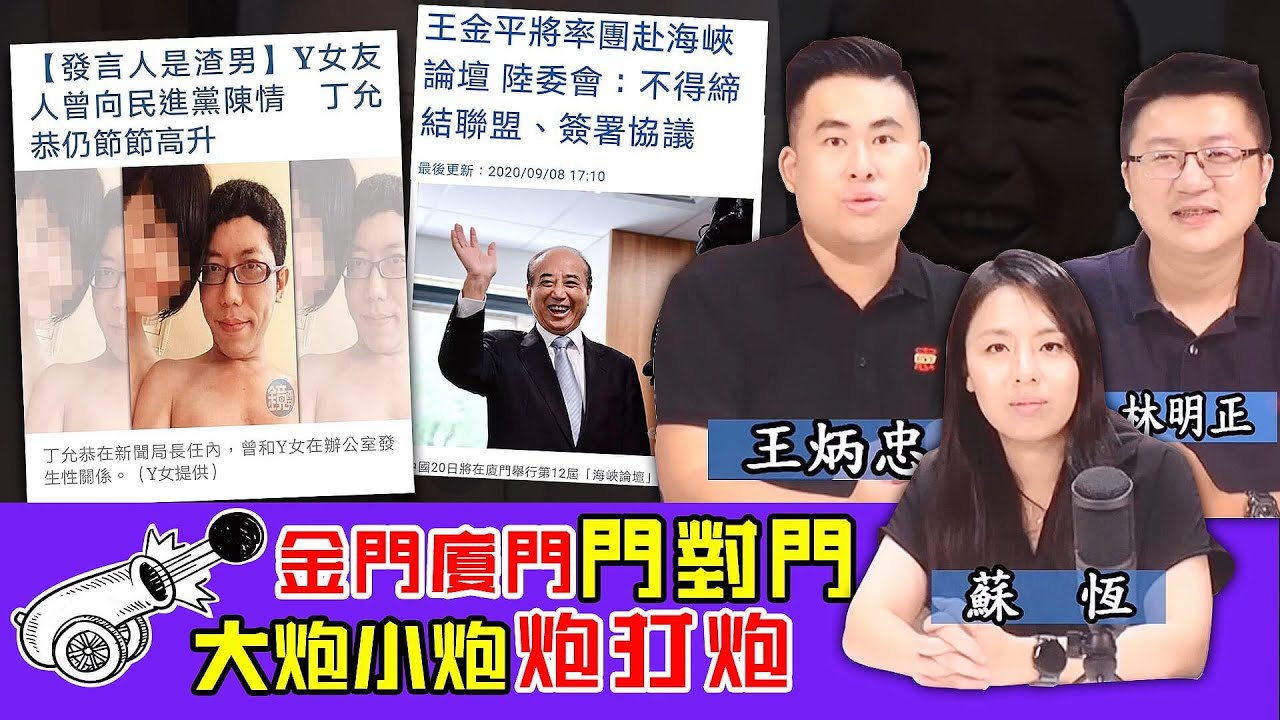 【發言人是渣男】Y女友
人曾向民進黨陳情　丁允
恭仍節節高升
鏡
丁允恭在新聞局長任內，曾和Y女在辦公室發
生性關係。（Y女提供）
王金平將率團赴海峽
論壇 陸委會：不得締
結聯盟、簽署協議
最後更新：2020/09/08 17:10
中國20日將在廈門舉行第12屆「海峽論壇」
王炳忠
林明正
蘇 恆
金門廈門門對門
大炮小炮炮打炮